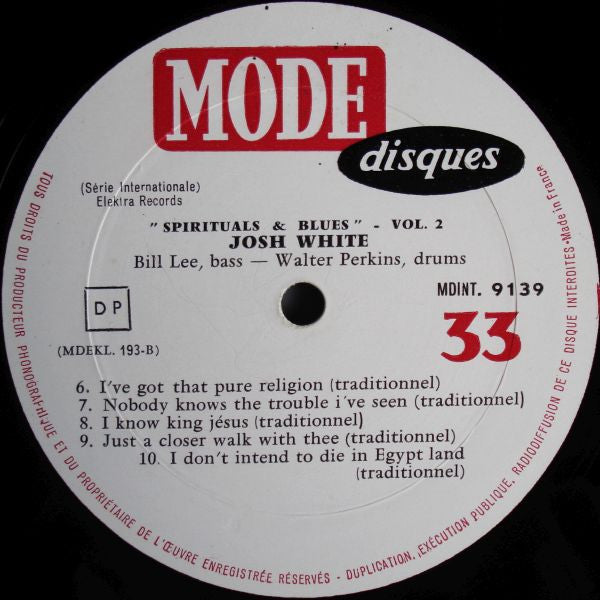 MODE
disques
(Série Internationale)
Elektra Records
" SPIRITUALS & BLUES " - VOL. 2
JOSH WHITE
Bill Lee, bass — Walter Perkins, drums
DP
MDINT. 9139
(MDEKL. 193-B)
33
6. I've got that pure religion (traditionnel)
7. Nobody knows the trouble i've seen (traditionnel)
8. I know king jésus (traditionnel)
9. Just a closer walk with thee (traditionnel)
10. I don't intend to die in Egypt land
(traditionnel)
TOUS DROITS DU PRODUCTEUR PHONOGRAPHIQUE ET DU PROPRIÉTAIRE DE L'ŒUVRE ENREGISTRÉE RÉSERVÉS - DUPLICATION, EXÉCUTION PUBLIQUE, RADIODIFFUSION DE CE DISQUE INTERDITES • Made in France